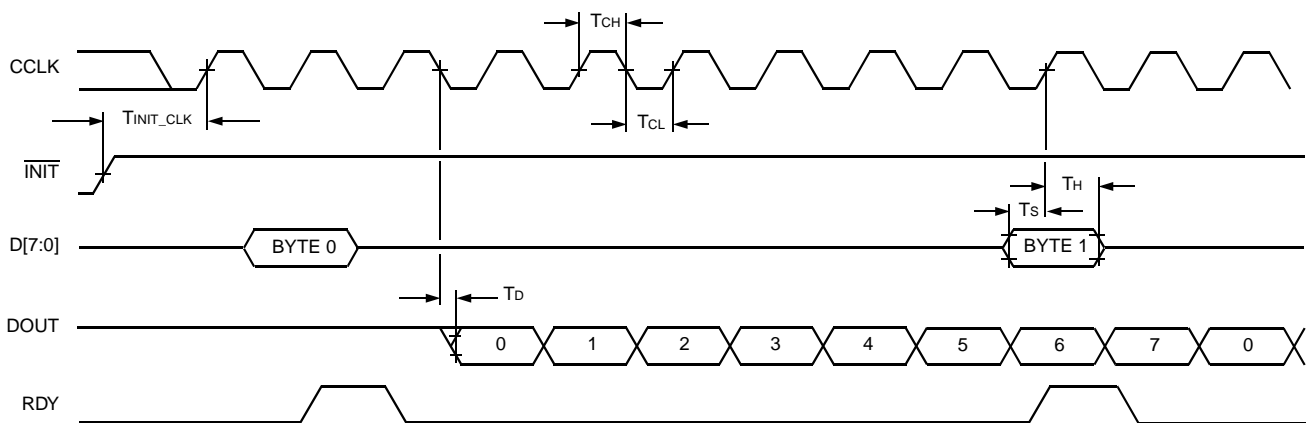 TCH
CCLK
TINIT_CLK
TCL
INIT
TH
TS
D[7:0]
BYTE 0
BYTE 1
TD
DOUT
0 1 2 3 4 5 6 7 0
RDY